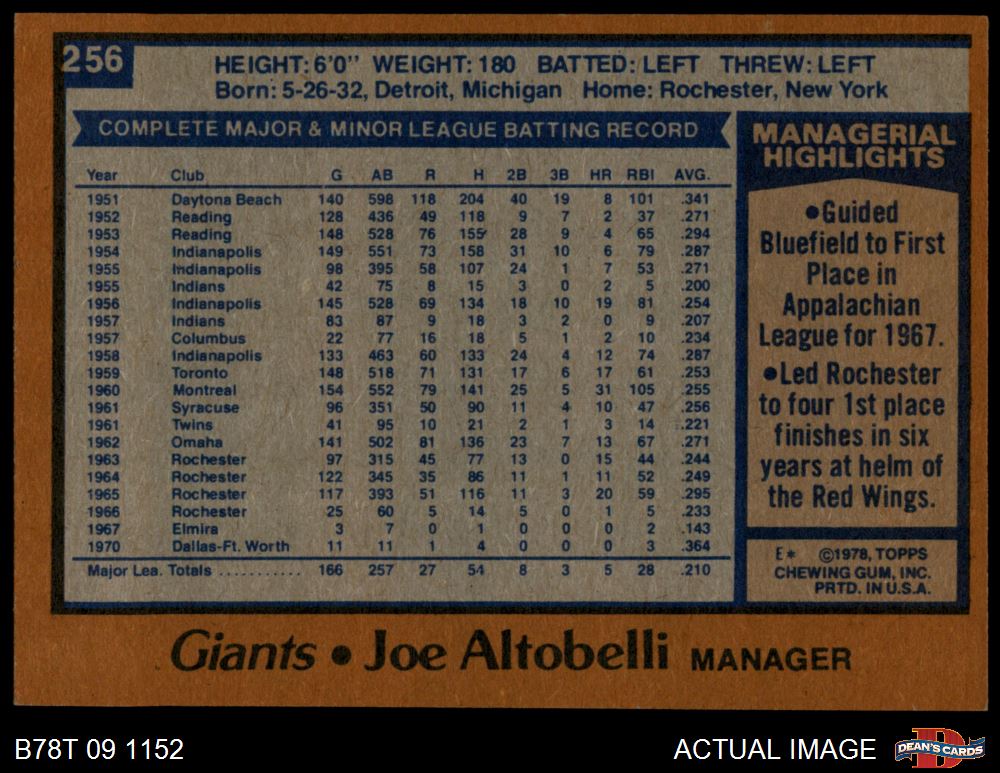 256
HEIGHT: 6'0" WEIGHT: 180 BATTED: LEFT THREW: LEFT
Born: 5-26-32, Detroit, Michigan Home: Rochester, New York
COMPLETE MAJOR & MINOR LEAGUE BATTING RECORD
Year Club G AB R H 2B 3B HR RBI AVG.
1951 Daytona Beach 140 598 118 204 40 19 8 101 .341
1952 Reading 128 436 49 118 9 7 2 37 .271
1953 Reading 148 528 76 155 28 9 4 65 .294
1954 Indianapolis 149 551 73 158 31 10 6 79 .287
1955 Indianapolis 98 395 58 107 24 1 7 53 .271
1955 Indians 42 75 8 15 3 0 2 5 .200
1956 Indianapolis 145 528 69 134 18 10 19 81 .254
1957 Indians 83 87 9 18 3 2 0 9 .207
1957 Columbus 22 77 16 18 5 1 2 10 .234
1958 Indianapolis 133 463 60 133 24 4 12 74 .287
1959 Toronto 148 518 71 131 17 6 17 61 .253
1960 Montreal 154 552 79 141 25 5 31 105 .255
1961 Syracuse 96 351 50 90 11 4 10 47 .256
1961 Twins 41 95 10 21 2 1 3 14 .221
1962 Omaha 141 502 81 136 23 7 13 67 .271
1963 Rochester 97 315 45 77 13 0 15 44 .244
1964 Rochester 122 345 35 86 11 1 11 52 .249
1965 Rochester 117 393 51 116 11 3 20 59 .295
1966 Rochester 25 60 5 14 5 0 1 5 .233
1967 Elmira 3 7 0 1 0 0 0 2 .143
1970 Dallas-Ft. Worth 11 11 1 4 0 0 0 3 .364
Major Lea. Totals ........... 166 257 27 54 8 3 5 28 .210
MANAGERIAL
HIGHLIGHTS
•Guided
Bluefield to First
Place in
Appalachian
League for 1967.
•Led Rochester
to four 1st place
finishes in six
years at helm of
the Red Wings.
E* ©1978, TOPPS
CHEWING GUM, INC.
PRTD. IN U.S.A.
Giants • Joe Altobelli MANAGER
B78T 09 1152
ACTUAL IMAGE
D
DEAN'S CARDS